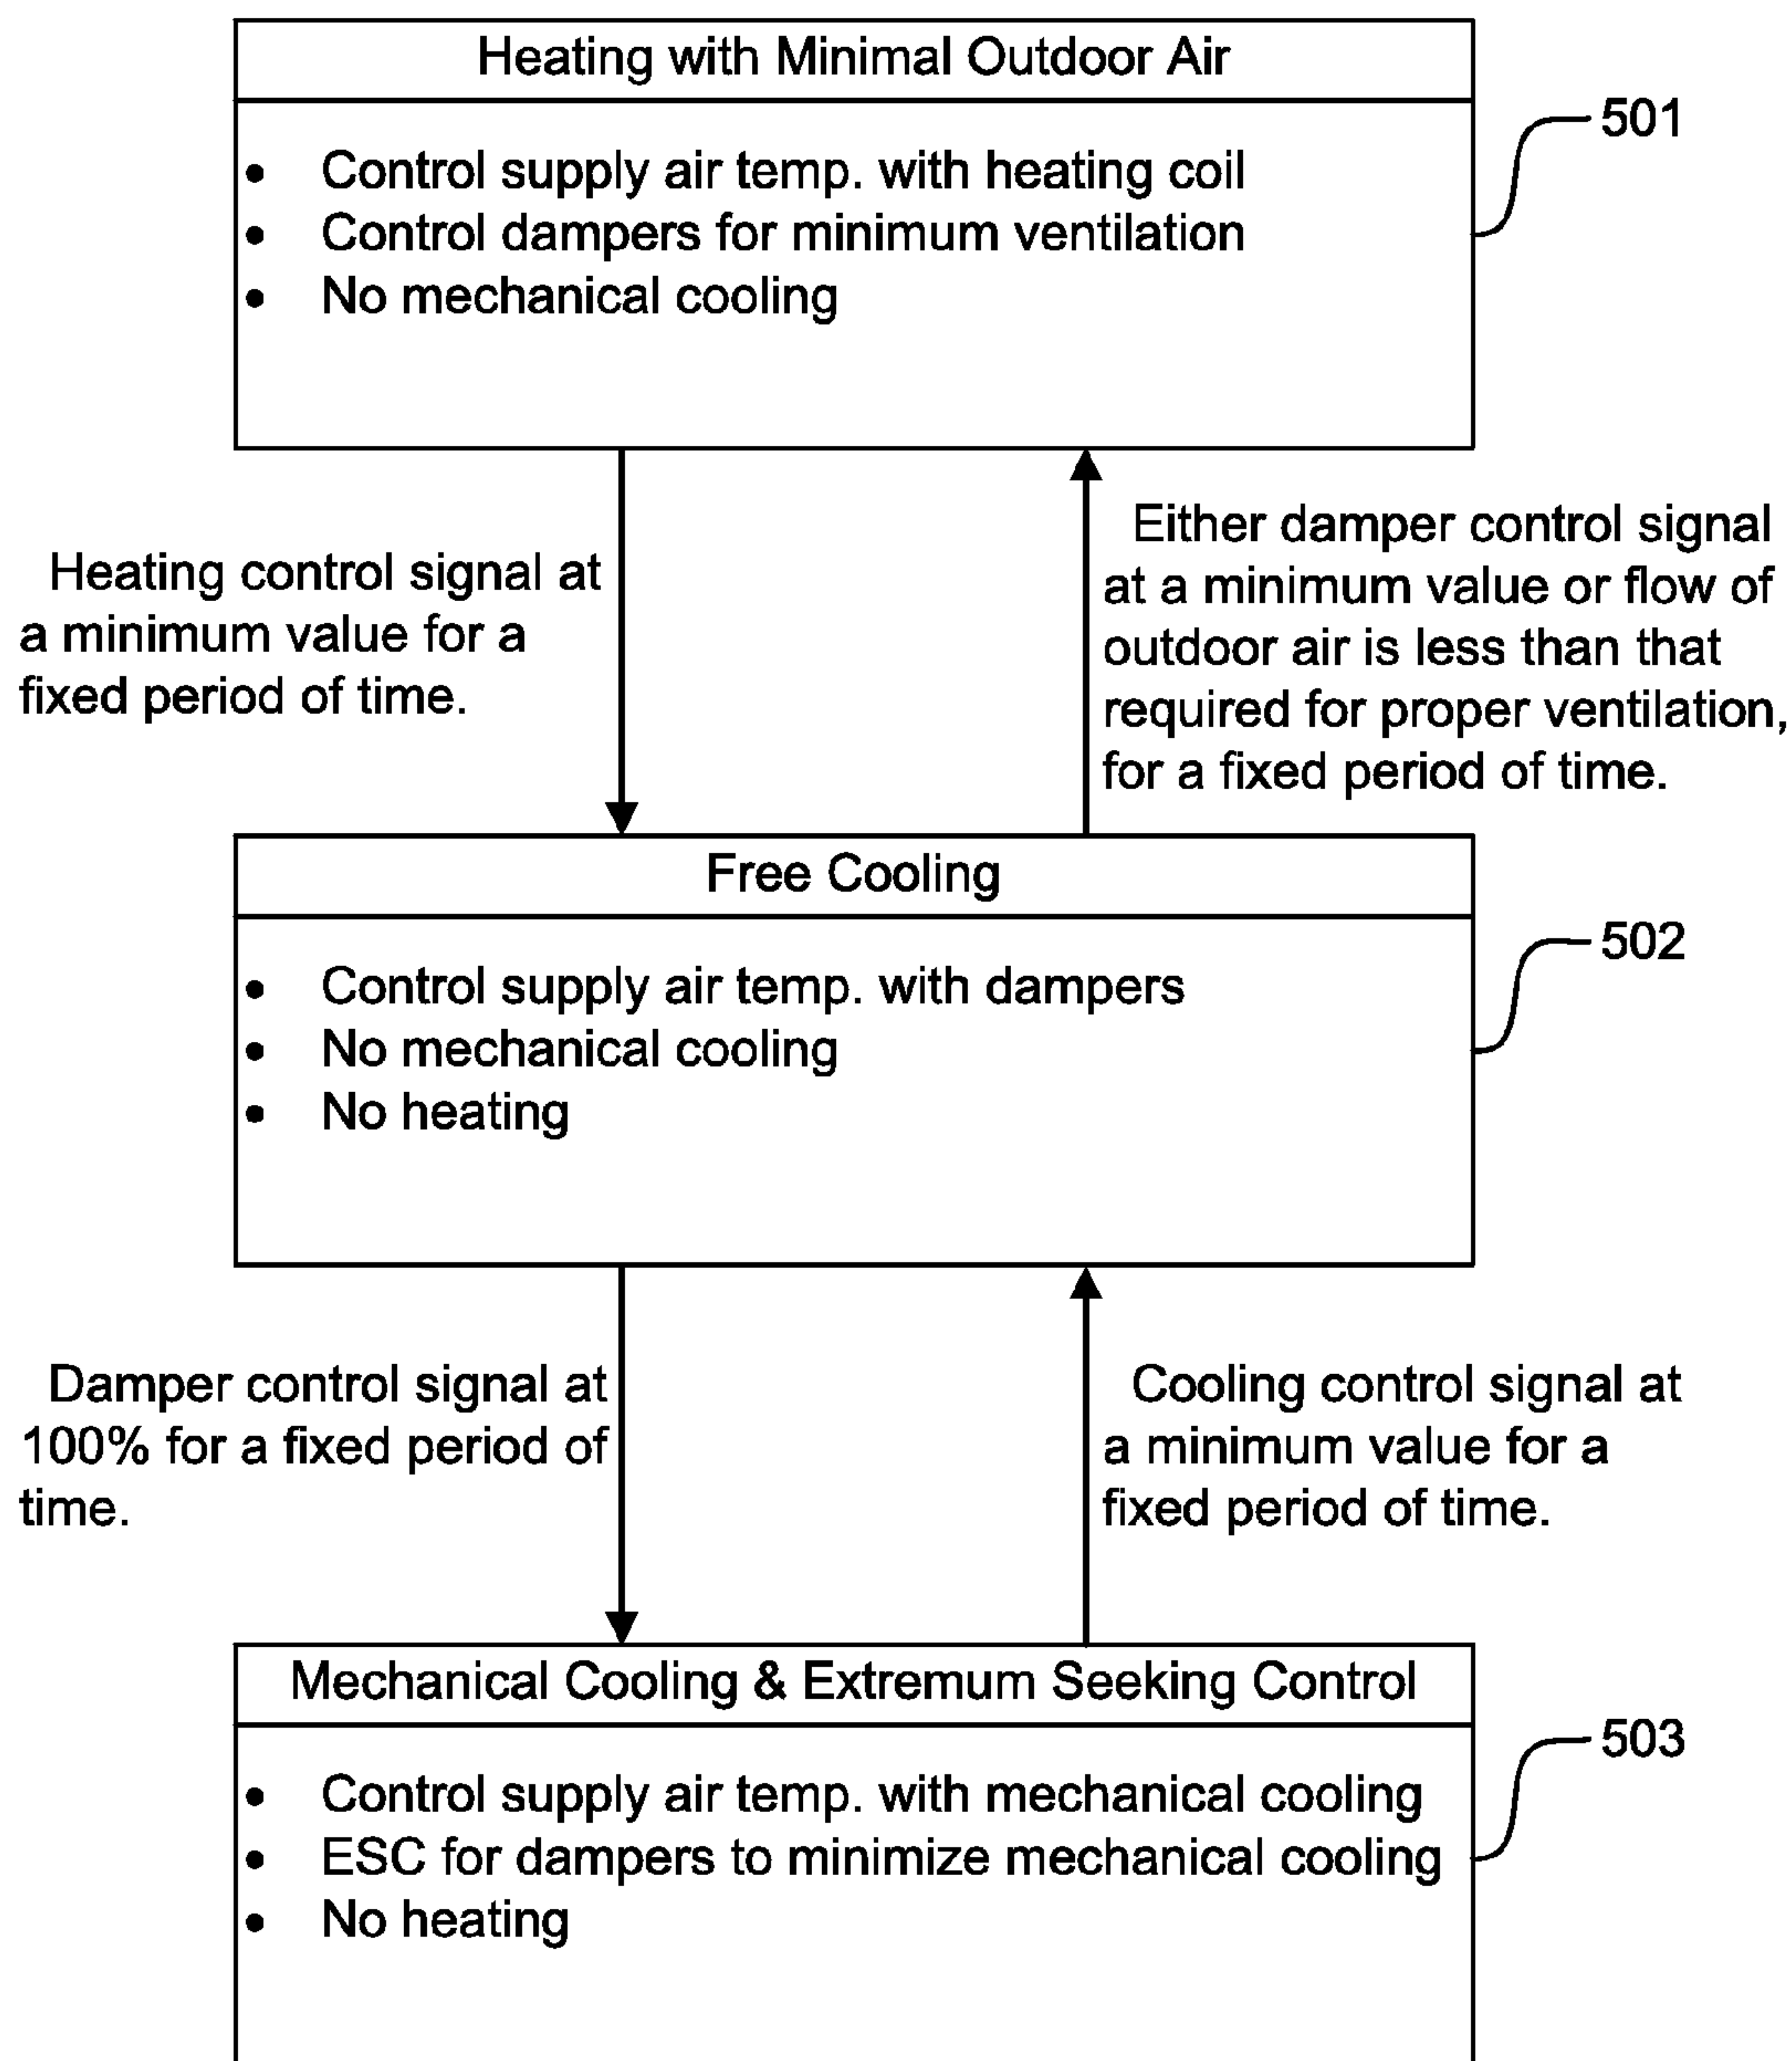 Heating with Minimal Outdoor Air
501
• Control supply air temp. with heating coil
• Control dampers for minimum ventilation
• No mechanical cooling
Heating control signal at
a minimum value for a
fixed period of time.
Either damper control signal
at a minimum value or flow of
outdoor air is less than that
required for proper ventilation,
for a fixed period of time.
Free Cooling
502
• Control supply air temp. with dampers
• No mechanical cooling
• No heating
Damper control signal at
100% for a fixed period of
time.
Cooling control signal at
a minimum value for a
fixed period of time.
Mechanical Cooling & Extremum Seeking Control
503
• Control supply air temp. with mechanical cooling
• ESC for dampers to minimize mechanical cooling
• No heating